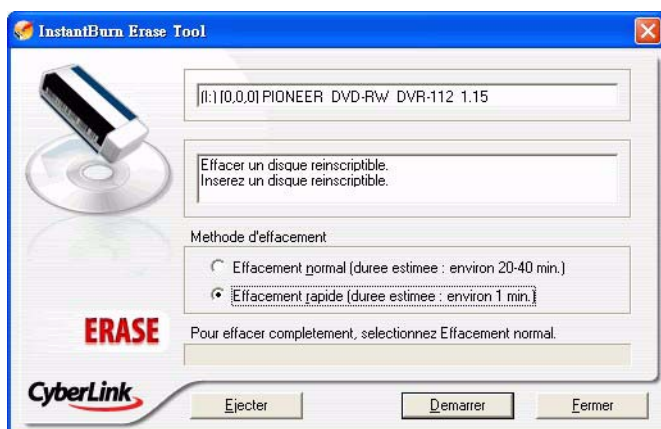 InstantBurn Erase Tool
(I:) [0,0,0] PIONEER DVD-RW DVR-112 1.15
Effacer un disque reinscriptible.
Inserez un disque reinscriptible.
Methode d'effacement
Effacement normal (duree estimee : environ 20-40 min.)
Effacement rapide (duree estimee : environ 1 min.)
ERASE
Pour effacer completement, selectionnez Effacement normal.
CyberLink
Ejecter
Demarrer
Fermer